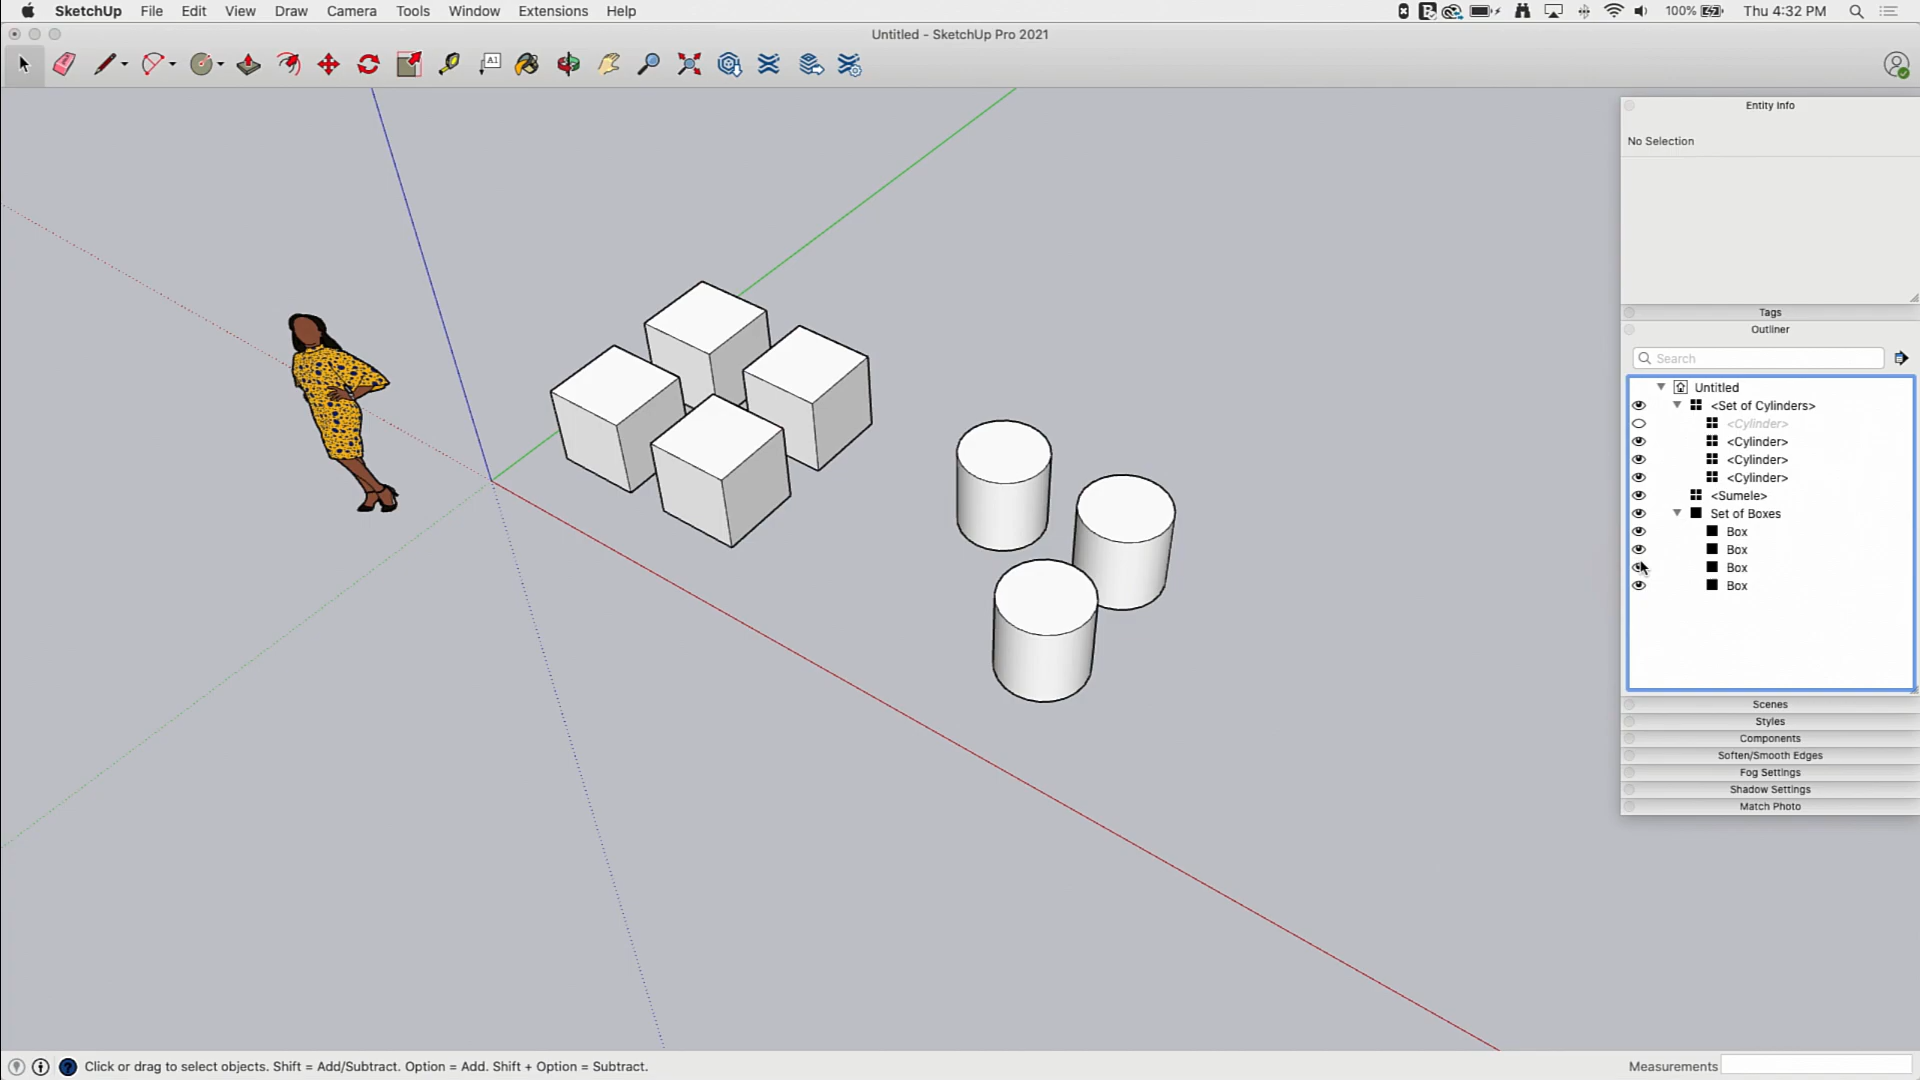 SketchUp File Edit View Draw Camera Tools Window Extensions Help 100% Thu 4:32 PM
Untitled - SketchUp Pro 2021
A1
Entity Info
No Selection
Tags
Outliner
Search
Untitled
<Set of Cylinders>
<Cylinder>
<Cylinder>
<Cylinder>
<Cylinder>
<Sumele>
Set of Boxes
Box
Box
Box
Box
Scenes
Styles
Components
Soften/Smooth Edges
Fog Settings
Shadow Settings
Match Photo
Click or drag to select objects. Shift = Add/Subtract. Option = Add. Shift + Option = Subtract. Measurements